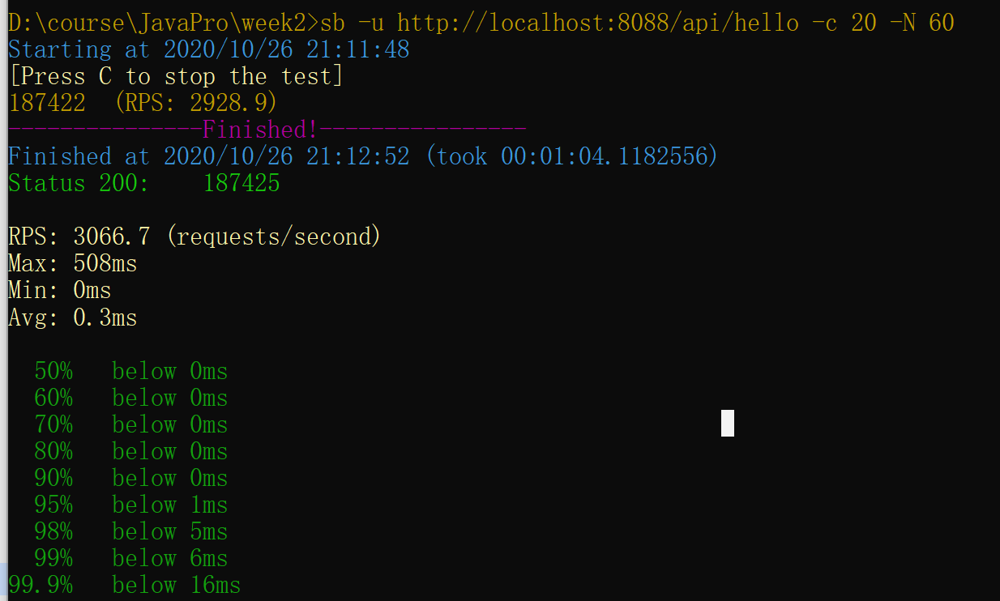 D:\course\JavaPro\week2>sb -u http://localhost:8088/api/hello -c 20 -N 60
Starting at 2020/10/26 21:11:48
[Press C to stop the test]
187422  (RPS: 2928.9)
---------------Finished!----------------
Finished at 2020/10/26 21:12:52 (took 00:01:04.1182556)
Status 200:    187425
RPS: 3066.7 (requests/second)
Max: 508ms
Min: 0ms
Avg: 0.3ms
50%   below 0ms
60%   below 0ms
70%   below 0ms
80%   below 0ms
90%   below 0ms
95%   below 1ms
98%   below 5ms
99%   below 6ms
99.9%   below 16ms